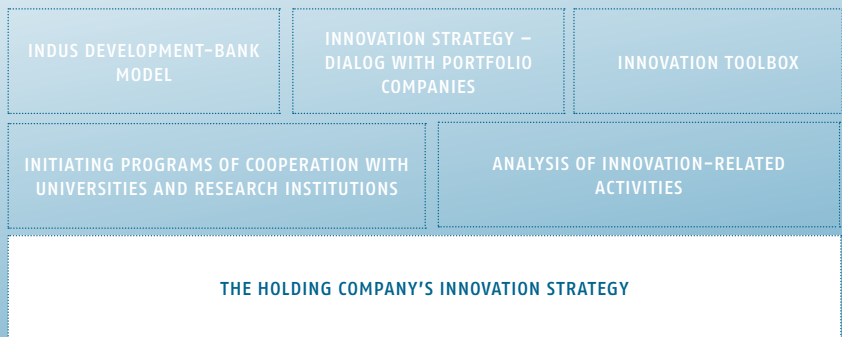 INDUS DEVELOPMENT-BANK
MODEL
INNOVATION STRATEGY –
DIALOG WITH PORTFOLIO
COMPANIES
INNOVATION TOOLBOX
INITIATING PROGRAMS OF COOPERATION WITH
UNIVERSITIES AND RESEARCH INSTITUTIONS
ANALYSIS OF INNOVATION-RELATED
ACTIVITIES
THE HOLDING COMPANY'S INNOVATION STRATEGY